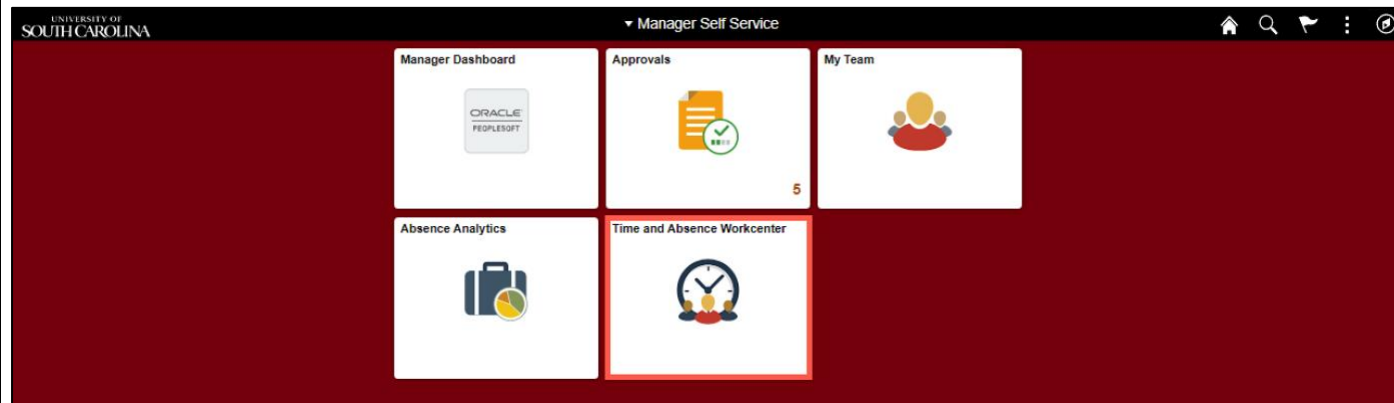 UNIVERSITY OF
SOUTH CAROLINA
Manager Self Service
Manager Dashboard
ORACLE
PEOPLESOFT
Approvals
5
My Team
Absence Analytics
Time and Absence Workcenter